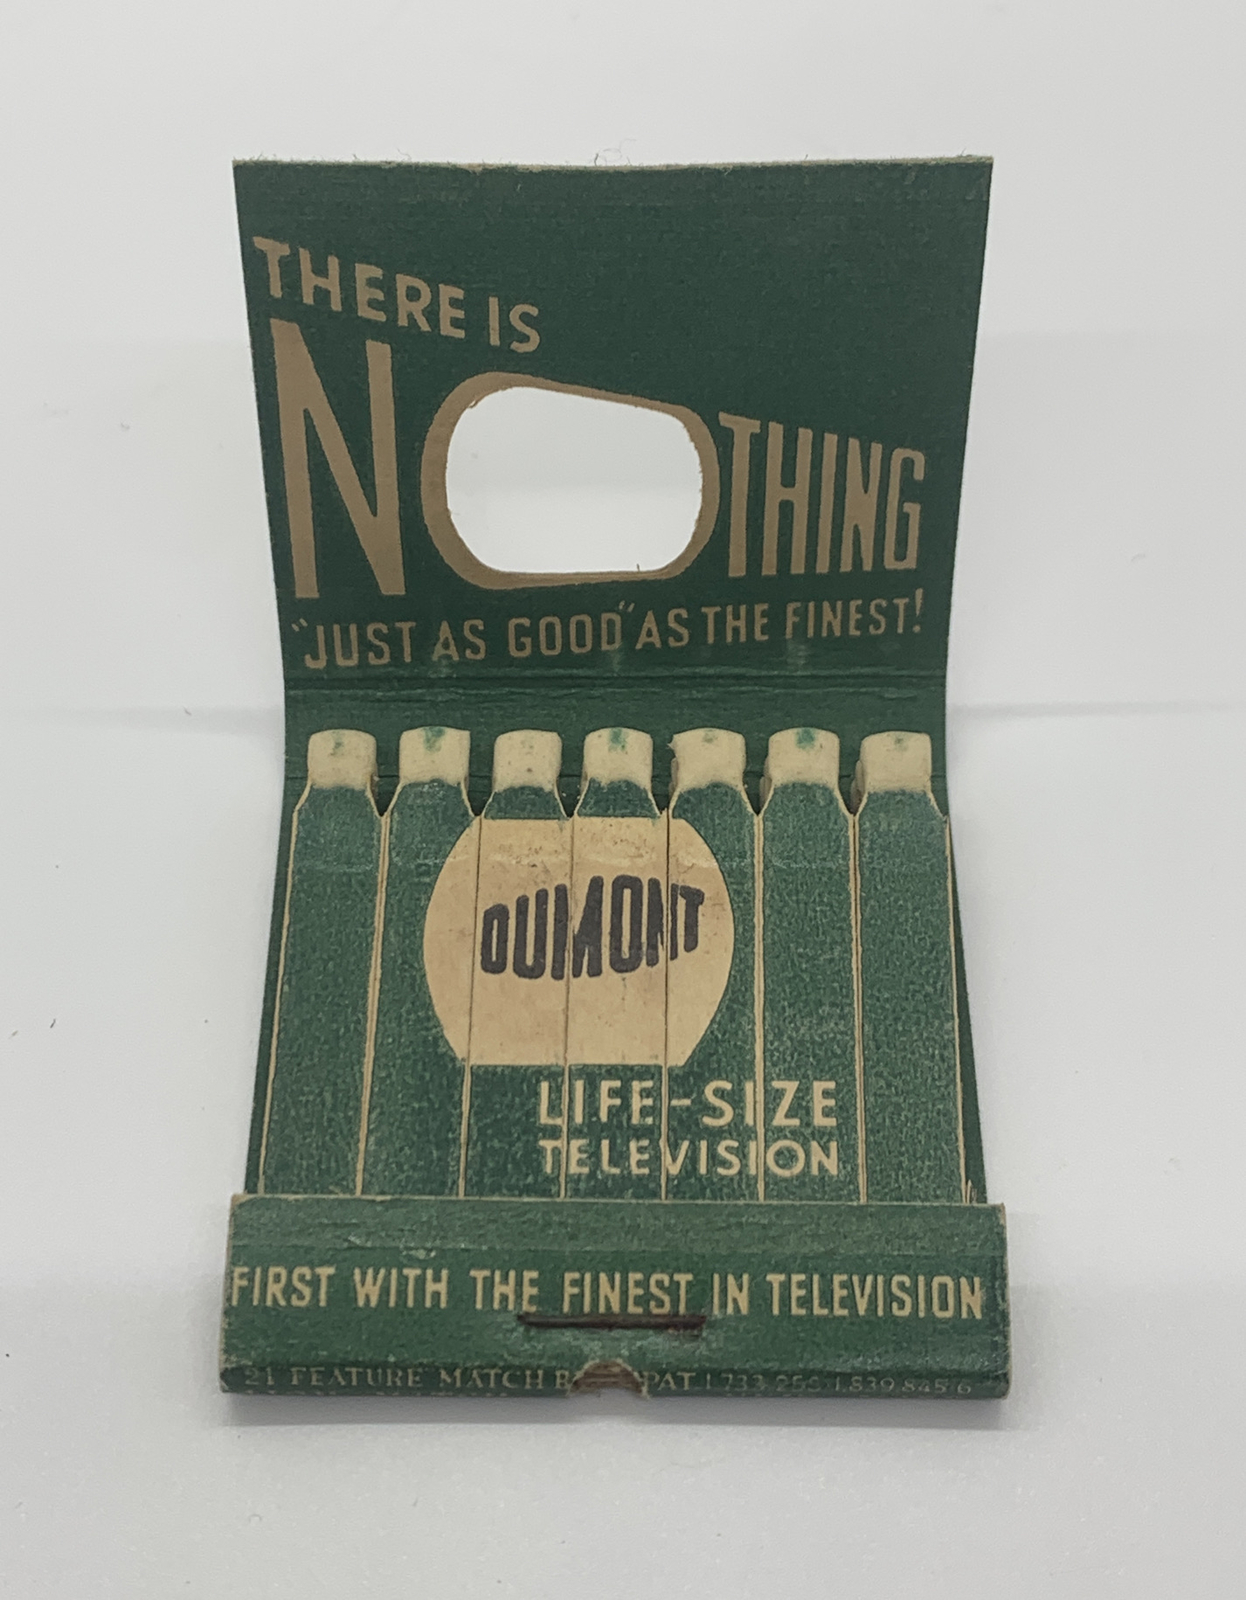 THERE IS
NOTHING
"JUST AS GOOD" AS THE FINEST!
DUMONT
LIFE-SIZE
TELEVISION
FIRST WITH THE FINEST IN TELEVISION
21 FEATURE MATCH PAT